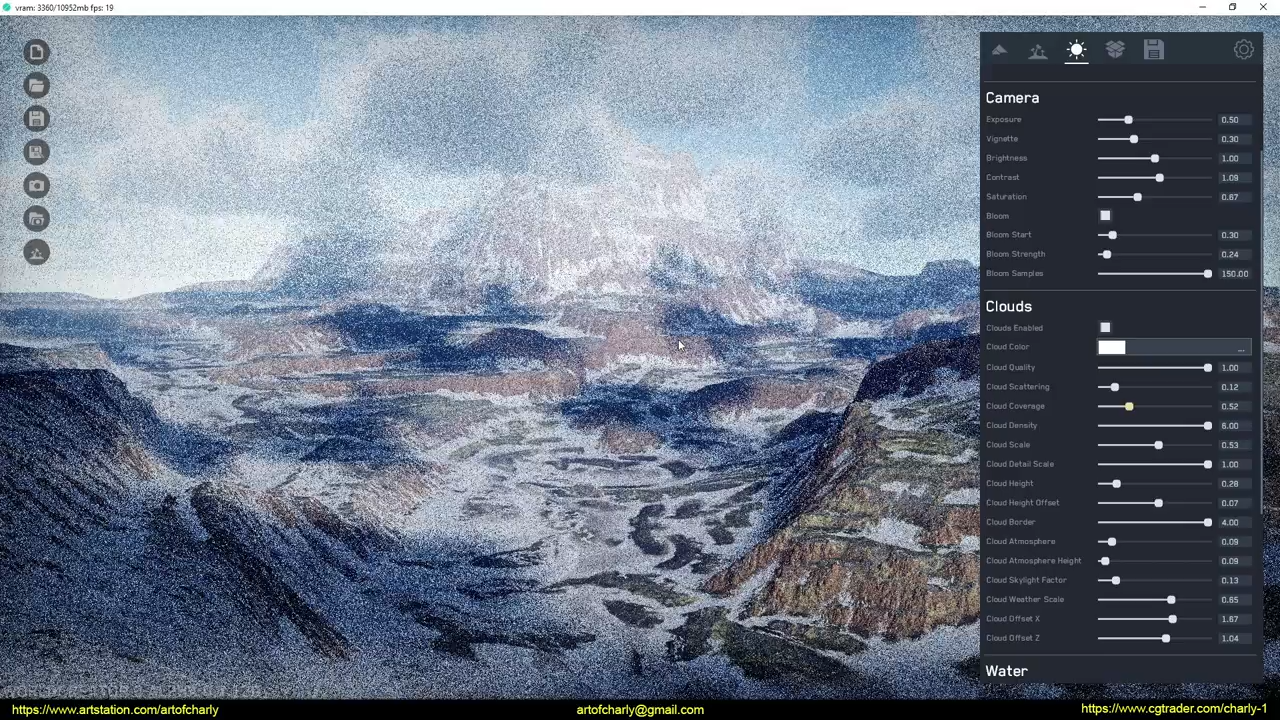 vram: 3360/10952mb fps: 19
Camera
Exposure 0.50
Vignette 0.30
Brightness 1.00
Contrast 1.09
Saturation 0.67
Bloom
Bloom Start 0.30
Bloom Strength 0.24
Bloom Samples 150.00
Clouds
Clouds Enabled
Cloud Color ...
Cloud Quality 1.00
Cloud Scattering 0.12
Cloud Coverage 0.52
Cloud Density 6.00
Cloud Scale 0.53
Cloud Detail Scale 1.00
Cloud Height 0.28
Cloud Height Offset 0.07
Cloud Border 4.00
Cloud Atmosphere 0.09
Cloud Atmosphere Height 0.09
Cloud Skylight Factor 0.13
Cloud Weather Scale 0.65
Cloud Offset X 1.67
Cloud Offset Z 1.04
Water
https://www.artstation.com/artofcharly
artofcharly@gmail.com
https://www.cgtrader.com/charly-1